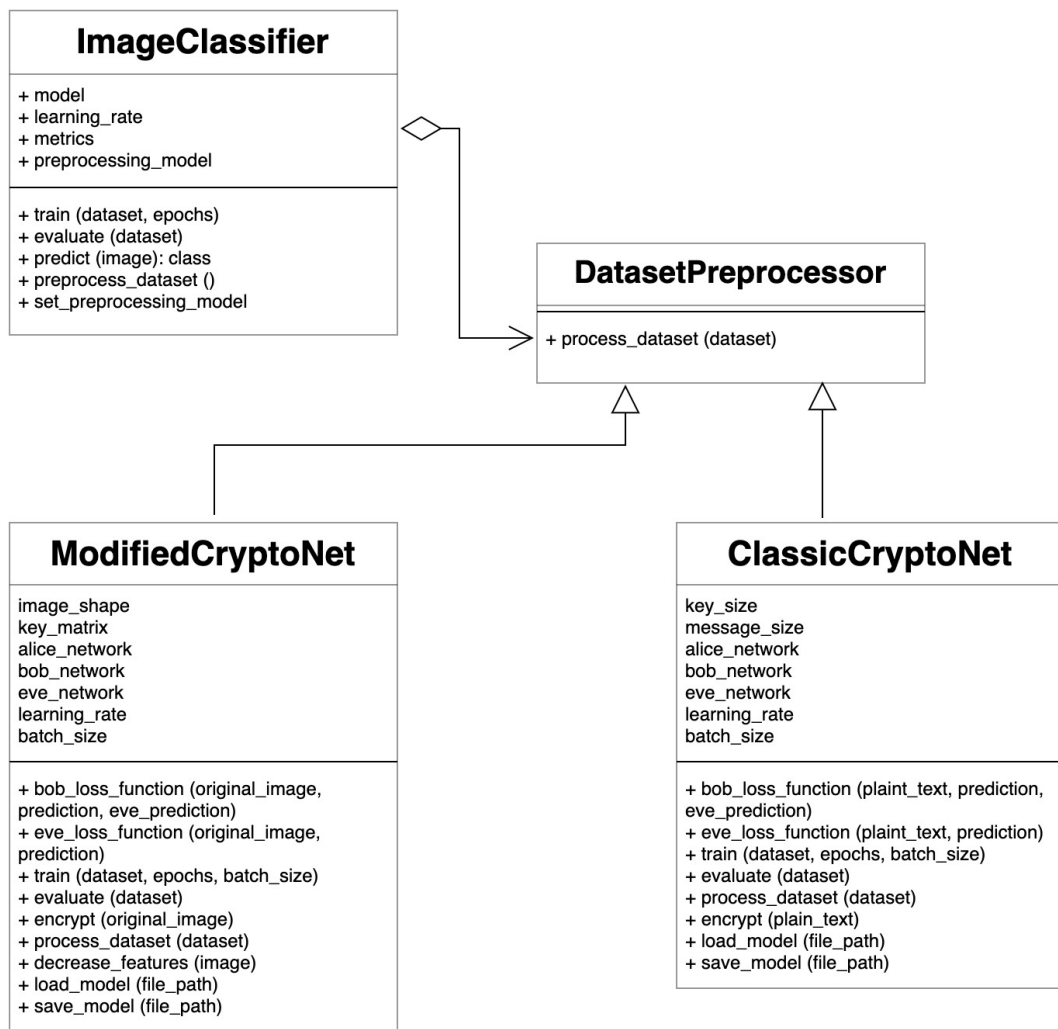 ImageClassifier
+ model
+ learning_rate
+ metrics
+ preprocessing_model
+ train (dataset, epochs)
+ evaluate (dataset)
+ predict (image): class
+ preprocess_dataset ()
+ set_preprocessing_model
DatasetPreprocessor
+ process_dataset (dataset)
ModifiedCryptoNet
image_shape
key_matrix
alice_network
bob_network
eve_network
learning_rate
batch_size
+ bob_loss_function (original_image,
prediction, eve_prediction)
+ eve_loss_function (original_image,
prediction)
+ train (dataset, epochs, batch_size)
+ evaluate (dataset)
+ encrypt (original_image)
+ process_dataset (dataset)
+ decrease_features (image)
+ load_model (file_path)
+ save_model (file_path)
ClassicCryptoNet
key_size
message_size
alice_network
bob_network
eve_network
learning_rate
batch_size
+ bob_loss_function (plaint_text, prediction,
eve_prediction)
+ eve_loss_function (plaint_text, prediction)
+ train (dataset, epochs, batch_size)
+ evaluate (dataset)
+ process_dataset (dataset)
+ encrypt (plain_text)
+ load_model (file_path)
+ save_model (file_path)